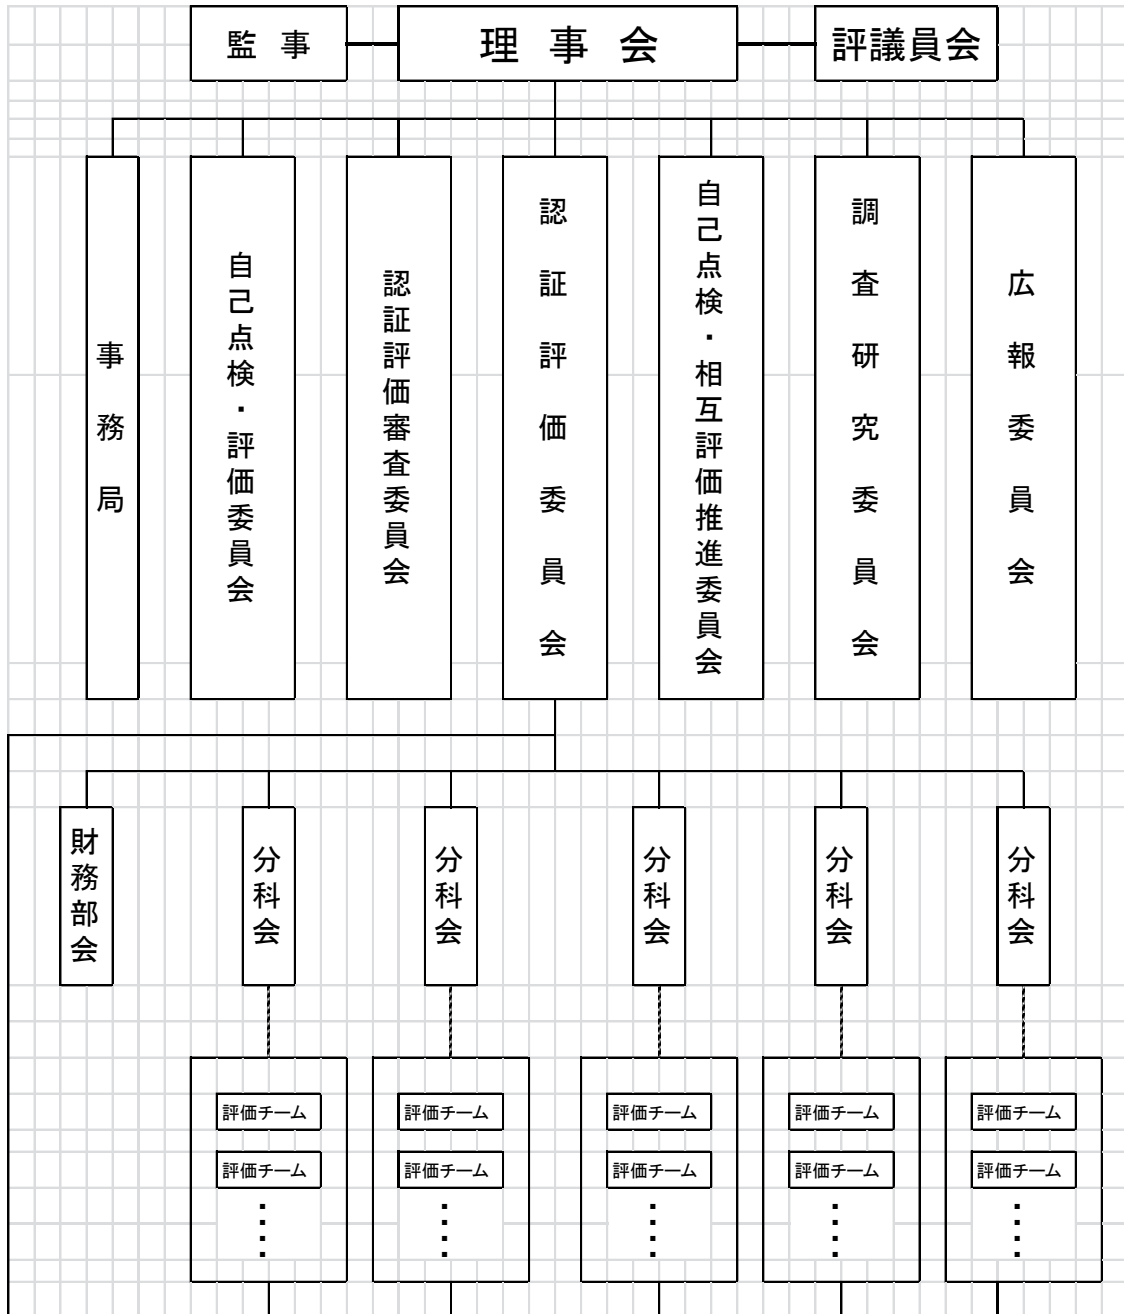 監事
理事会
評議員会
事務局
自己点検・評価委員会
認証評価審査委員会
認証評価委員会
自己点検・相互評価推進委員会
調査研究委員会
広報委員会
財務部会
分科会
分科会
分科会
分科会
分科会
評価チーム
評価チーム
評価チーム
評価チーム
評価チーム
評価チーム
評価チーム
評価チーム
評価チーム
評価チーム